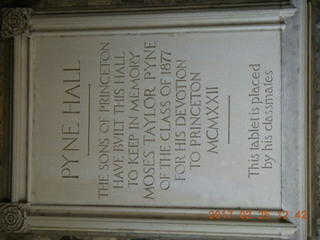 PYNE HALL
THE SONS OF PRINCETON
HAVE BVILT THIS HALL
TO KEEP IN MEMORY
MOSES TAYLOR PYNE
OF THE CLASS OF 1877
FOR HIS DEVOTION
TO PRINCETON
MCMXXII
This tablet is placed
by his classmates